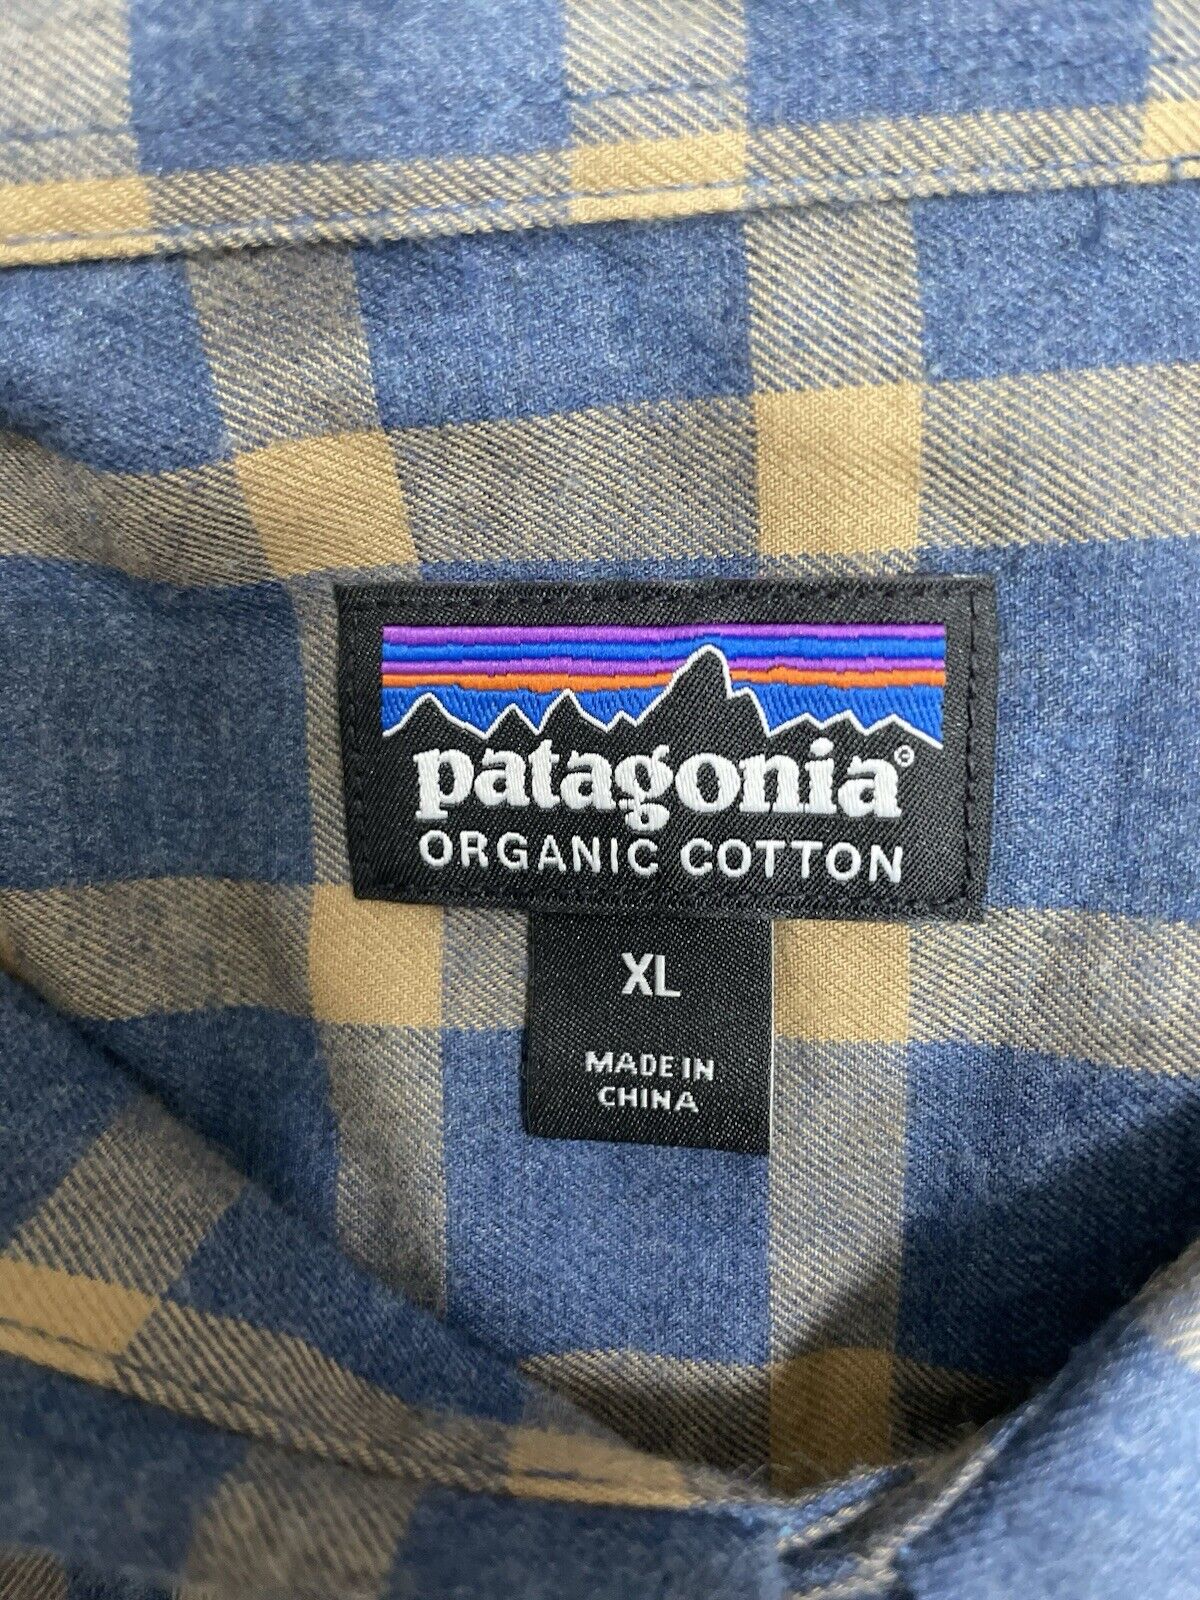 patagonia®
ORGANIC COTTON
XL
MADE IN
CHINA